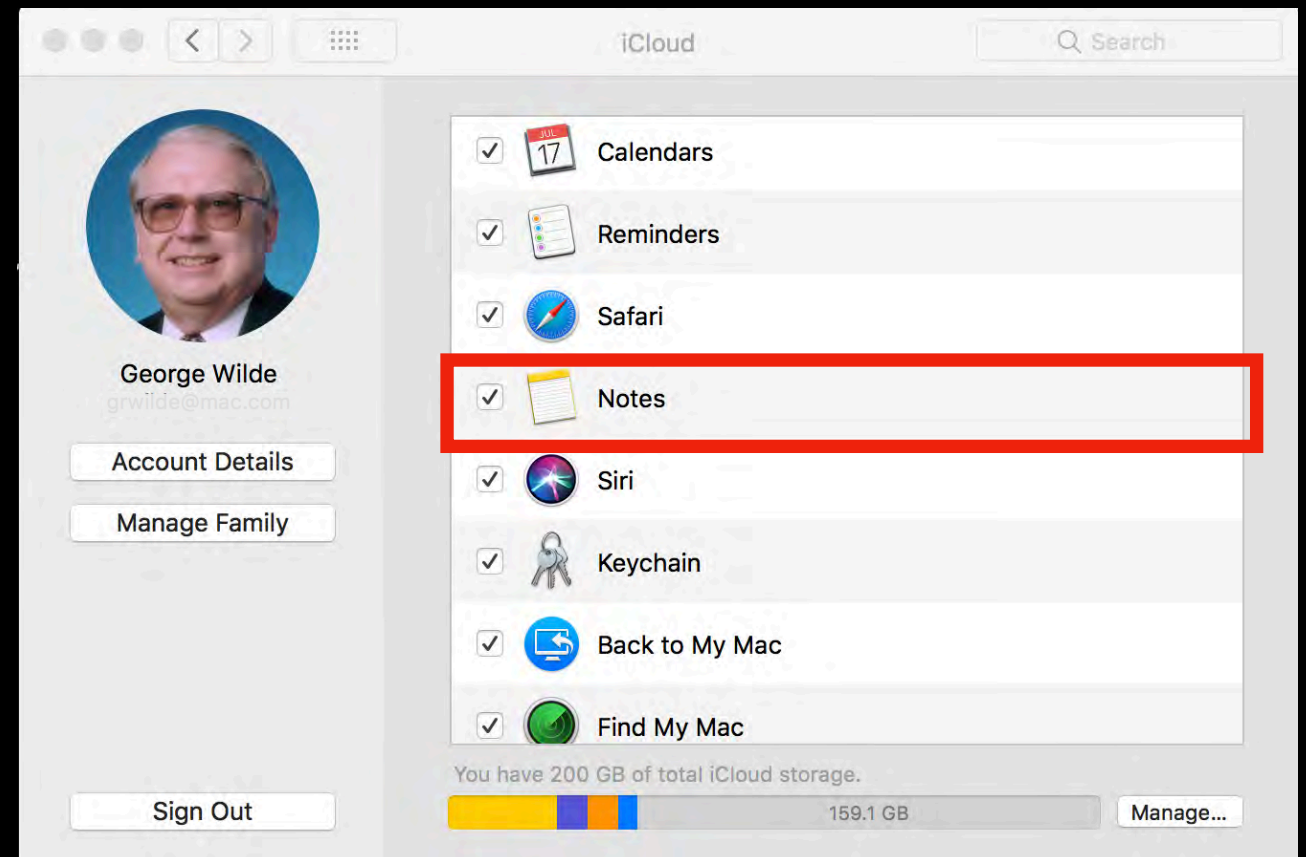 iCloud
Search
George Wilde
grwilde@mac.com
Account Details
Manage Family
Sign Out
JUL
17
Calendars
Reminders
Safari
Notes
Siri
Keychain
Back to My Mac
Find My Mac
You have 200 GB of total iCloud storage.
159.1 GB
Manage...